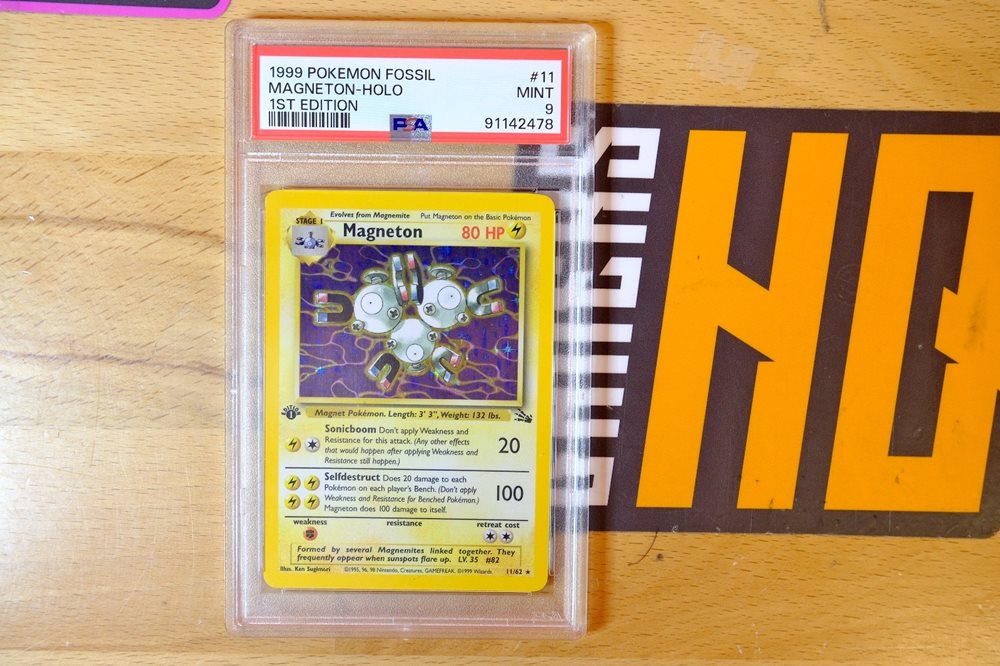 1999 POKEMON FOSSIL #11
MAGNETON-HOLO MINT
1ST EDITION 9
PSA 91142478
STAGE 1 Evolves from Magnemite Put Magneton on the Basic Pokémon
Magneton 80 HP
EDITION 1
Magnet Pokémon. Length: 3' 3", Weight: 132 lbs.
Sonicboom Don't apply Weakness and
Resistance for this attack. (Any other effects
that would happen after applying Weakness and
Resistance still happen.)
20
Selfdestruct Does 20 damage to each
Pokémon on each player's Bench. (Don't apply
Weakness and Resistance for Benched Pokémon.)
Magneton does 100 damage to itself.
100
weakness resistance retreat cost
Formed by several Magnemites linked together. They
frequently appear when sunspots flare up. LV. 35 #82
Illus. Ken Sugimori ©1995, 96, 98 Nintendo, Creatures, GAMEFREAK. ©1999 Wizards. 11/62 ★